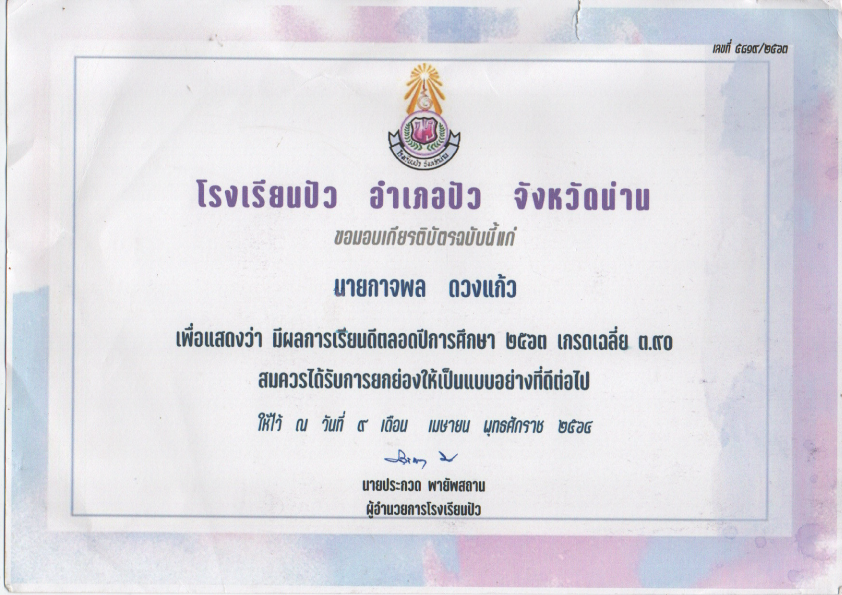 เลขที่ ๕๘๑๙/๒๕๖๓
โรงเรียนปัว อำเภอปัว จังหวัดน่าน
ขอมอบเกียรติบัตรฉบับนี้แก่
นายกาจพล ดวงแก้ว
เพื่อแสดงว่า มีผลการเรียนดีตลอดปีการศึกษา ๒๕๖๓ เกรดเฉลี่ย ๓.๙๐
สมควรได้รับการยกย่องให้เป็นแบบอย่างที่ดีต่อไป
ให้ไว้ ณ วันที่ ๙ เดือน เมษายน พุทธศักราช ๒๕๖๔
นายประกวด พายัพสถาน
ผู้อำนวยการโรงเรียนปัว